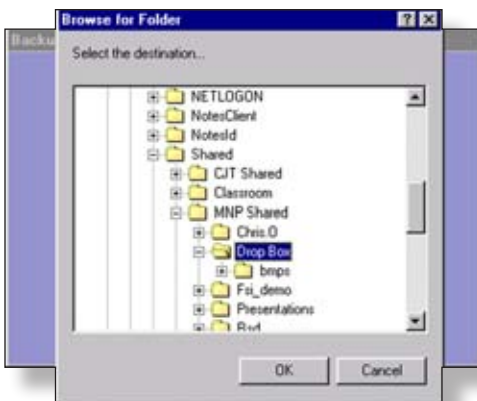 Browse for Folder
Backu
Select the destination...
NETLOGON
NotesClient
NotesId
Shared
CJT Shared
Classroom
MNP Shared
Chris.O
Drop Box
bmps
Fsi_demo
Presentations
OK
Cancel